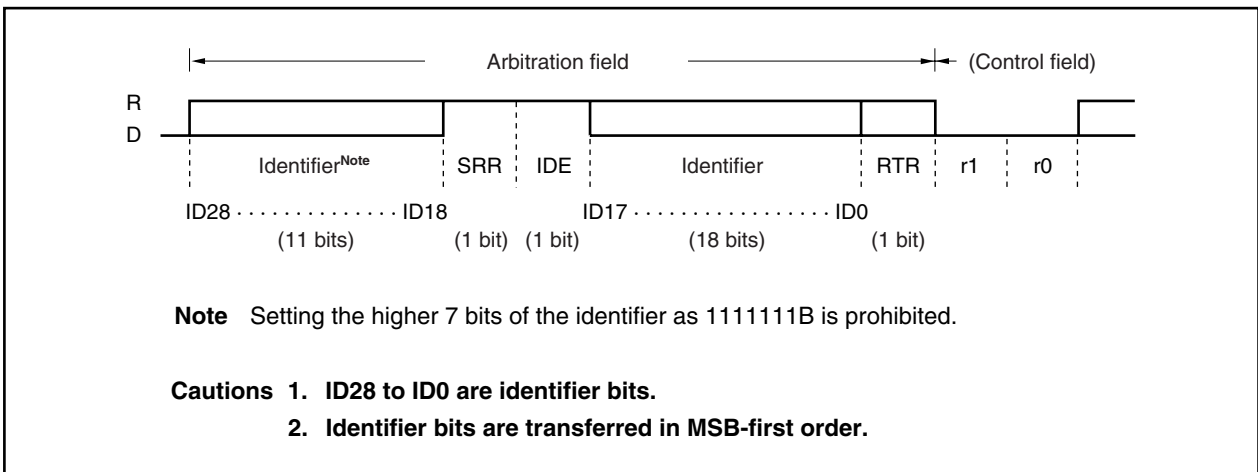 Arbitration field (Control field)
R
D
Identifier^Note SRR IDE Identifier RTR r1 r0
ID28 · · · · · · · · · · · · · · ID18 ID17 · · · · · · · · · · · · · · · · · ID0
(11 bits) (1 bit) (1 bit) (18 bits) (1 bit)
Note Setting the higher 7 bits of the identifier as 1111111B is prohibited.
Cautions 1. ID28 to ID0 are identifier bits.
2. Identifier bits are transferred in MSB-first order.